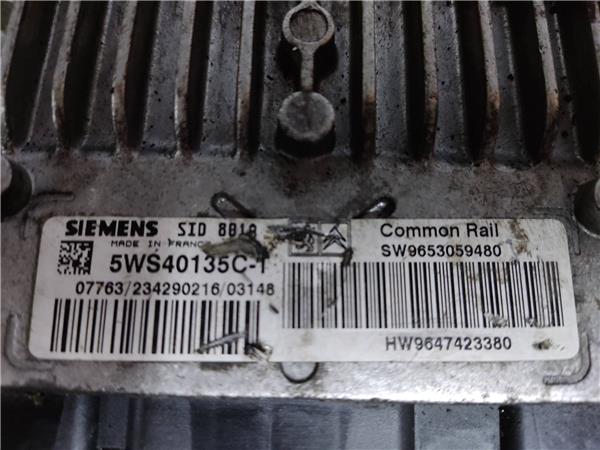 SIEMENS SID 801A
MADE IN FRANCE
5WS40135C-T
07763/234290216/03148
Common Rail
SW9653059480
HW9647423380